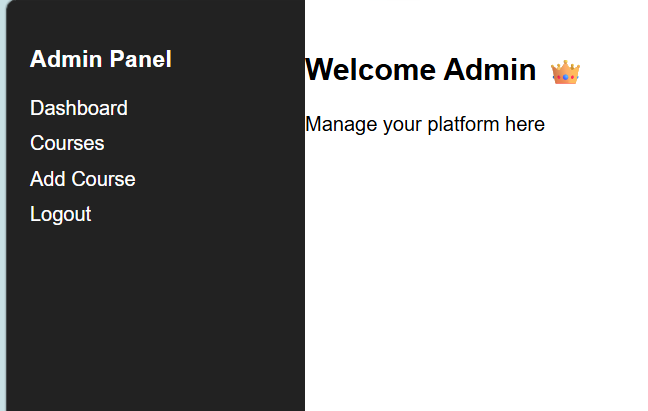 Admin Panel
Dashboard
Courses
Add Course
Logout
Welcome Admin 👑
Manage your platform here